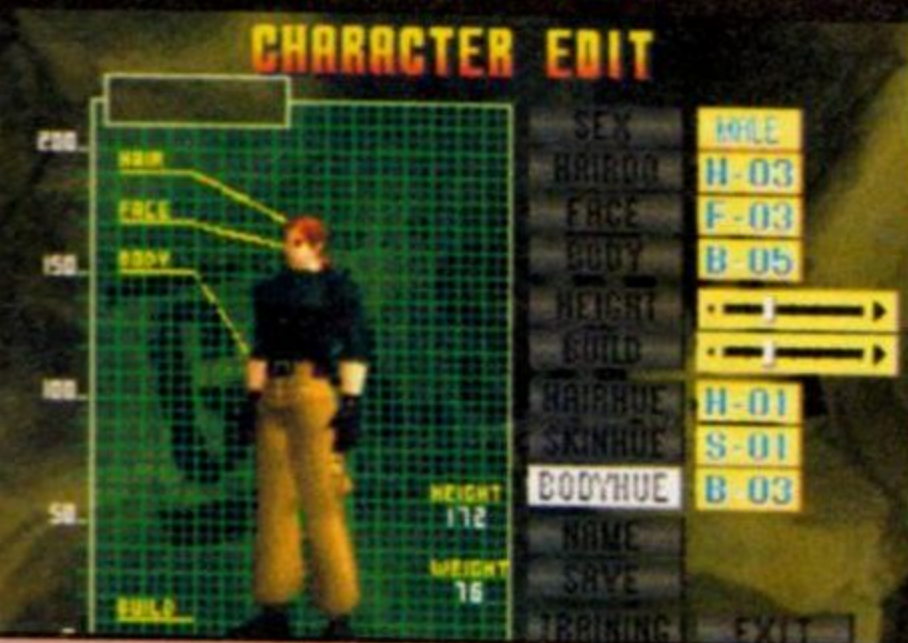 CHARACTER EDIT
200
HAIR
FACE
150
BODY
100
50
HEIGHT
172
WEIGHT
76
BUILD
SEX MALE
HAIRDO H-03
FACE F-03
BODY B-05
HEIGHT
BUILD
HAIRHUE H-01
SKINHUE S-01
BODYHUE B-03
NAME
SAVE
TRAINING EXIT